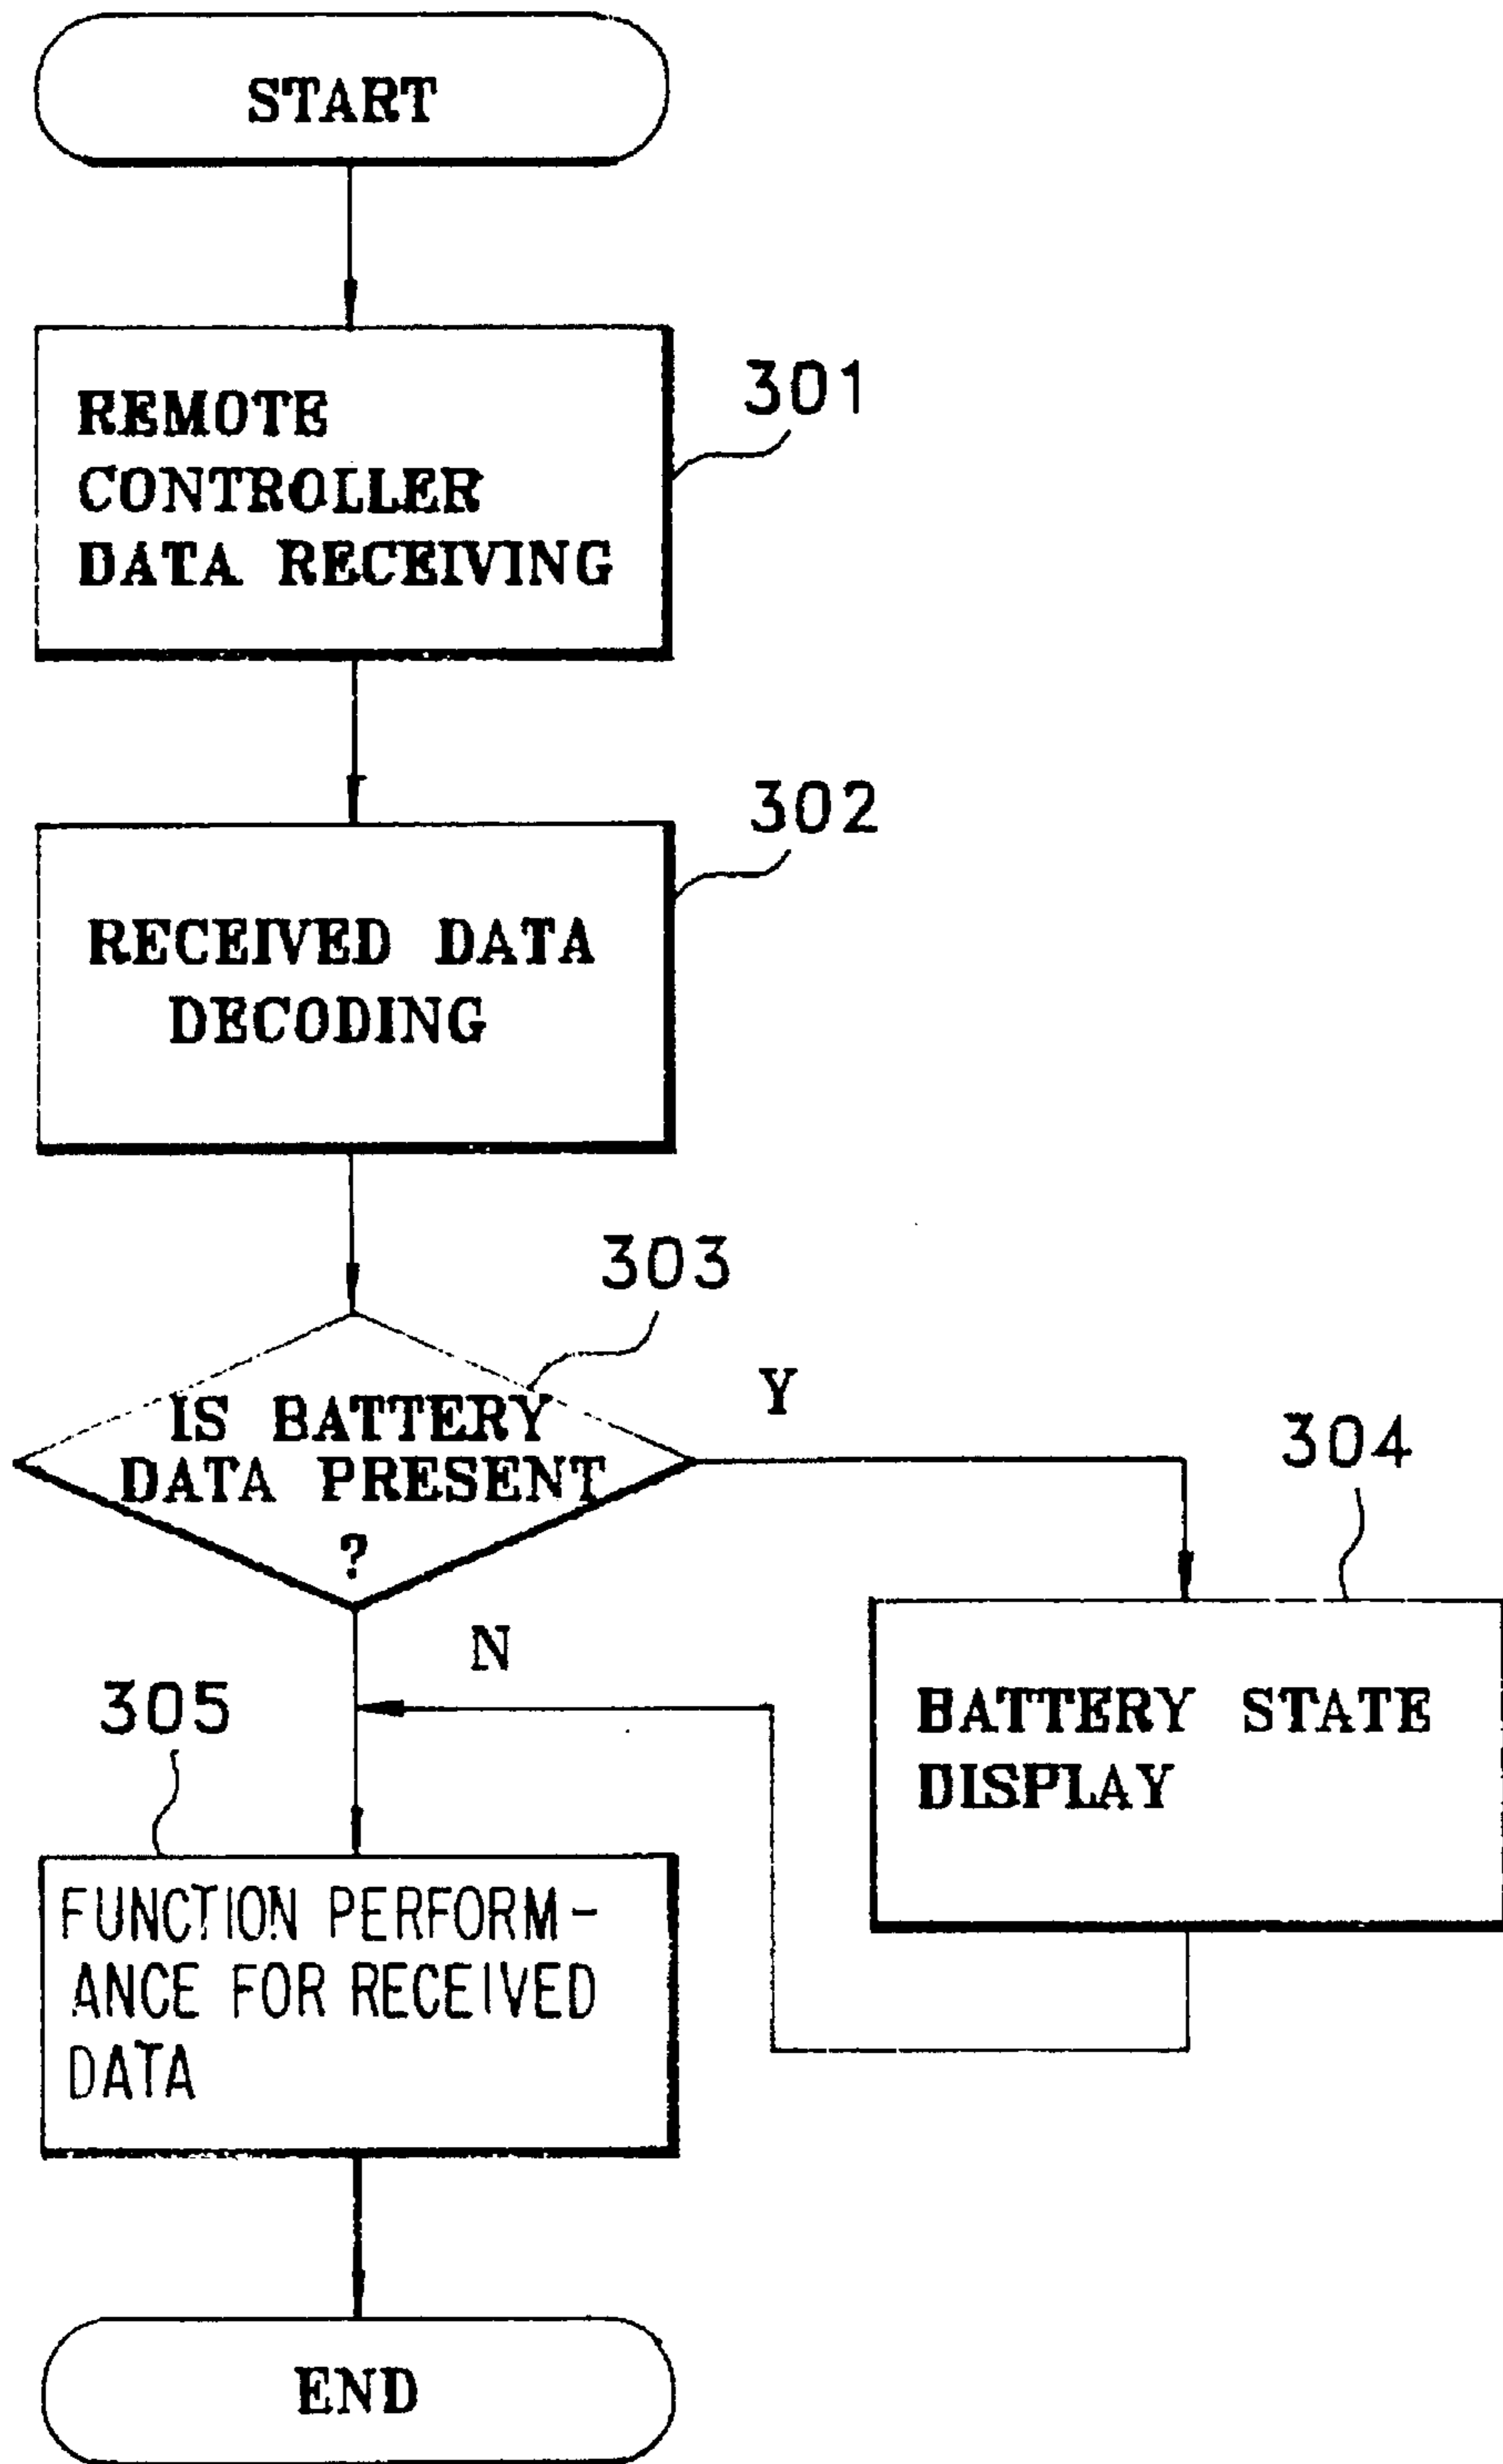 START
301
REMOTE
CONTROLLER
DATA RECEIVING
302
RECEIVED DATA
DECODING
303
IS BATTERY
DATA PRESENT
?
Y
N
304
BATTERY STATE
DISPLAY
305
FUNCTION PERFORM-
ANCE FOR RECEIVED
DATA
END